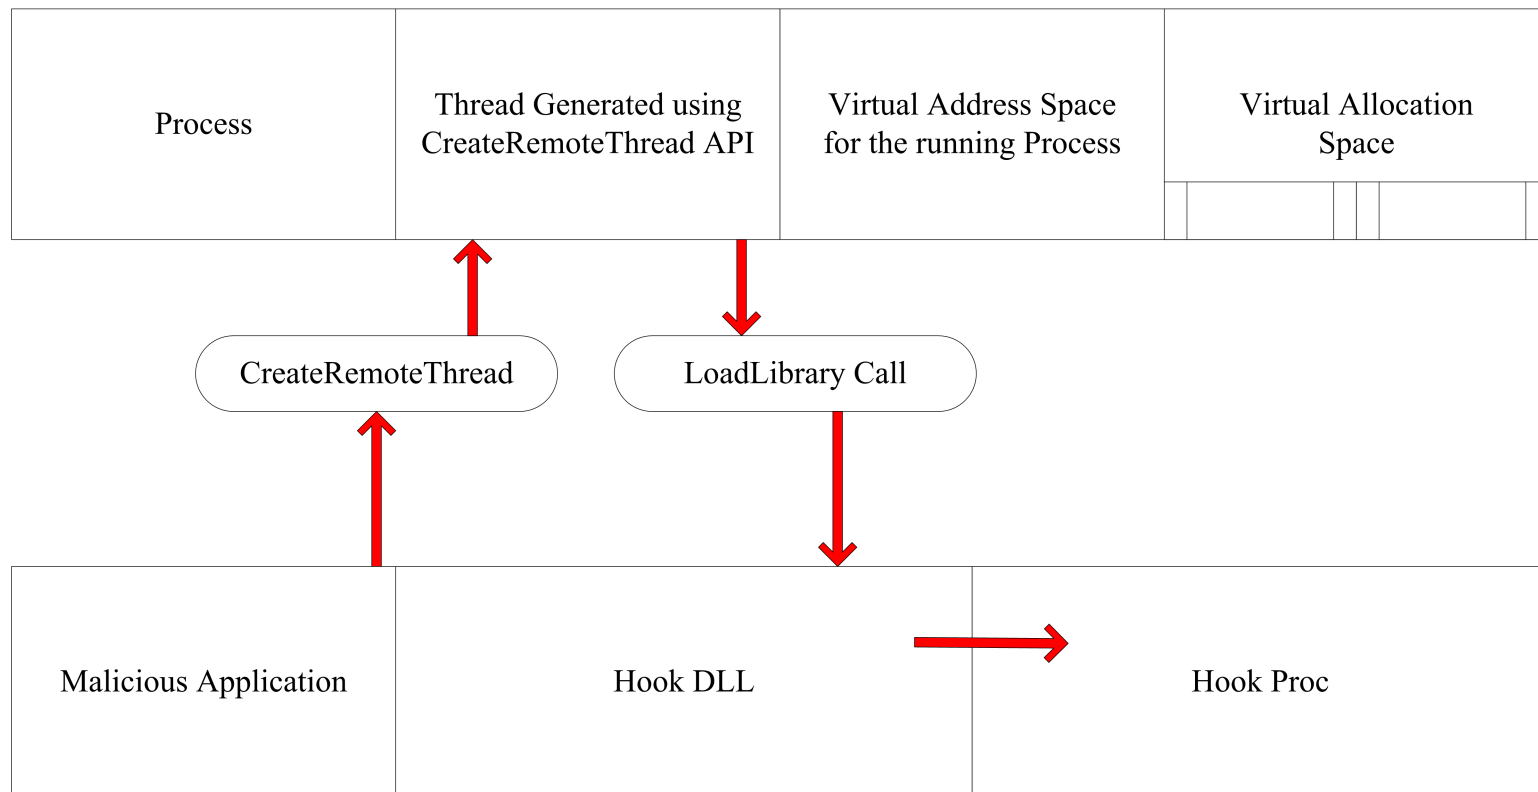 Process
Thread Generated using
CreateRemoteThread API
Virtual Address Space
for the running Process
Virtual Allocation
Space
CreateRemoteThread
LoadLibrary Call
Malicious Application
Hook DLL
Hook Proc